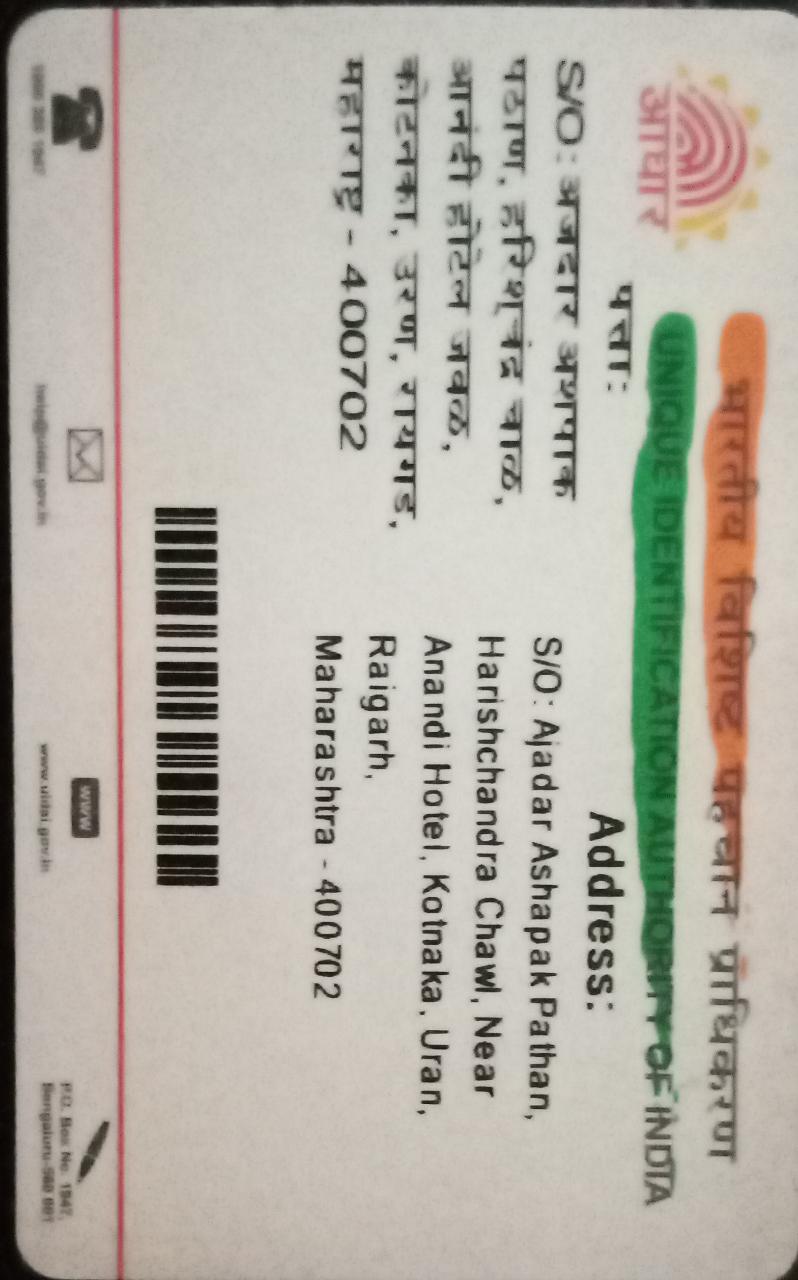 आधार
भारतीय विशिष्ट पहचान प्राधिकरण
UNIQUE IDENTIFICATION AUTHORITY OF INDIA
पत्ता:
S/O: अजदार अशपाक
पठाण, हरिश्चंद्र चाळ,
आनंदी हॉटेल जवळ,
कोटनका, उरण, रायगड,
महाराष्ट्र - 400702
Address:
S/O: Ajadar Ashapak Pathan,
Harishchandra Chawl, Near
Anandi Hotel, Kotnaka, Uran,
Raigarh,
Maharashtra - 400702
1947
help@uidai.gov.in
www
www.uidai.gov.in
P.O. Box No. 1947,
Bengaluru-560 001